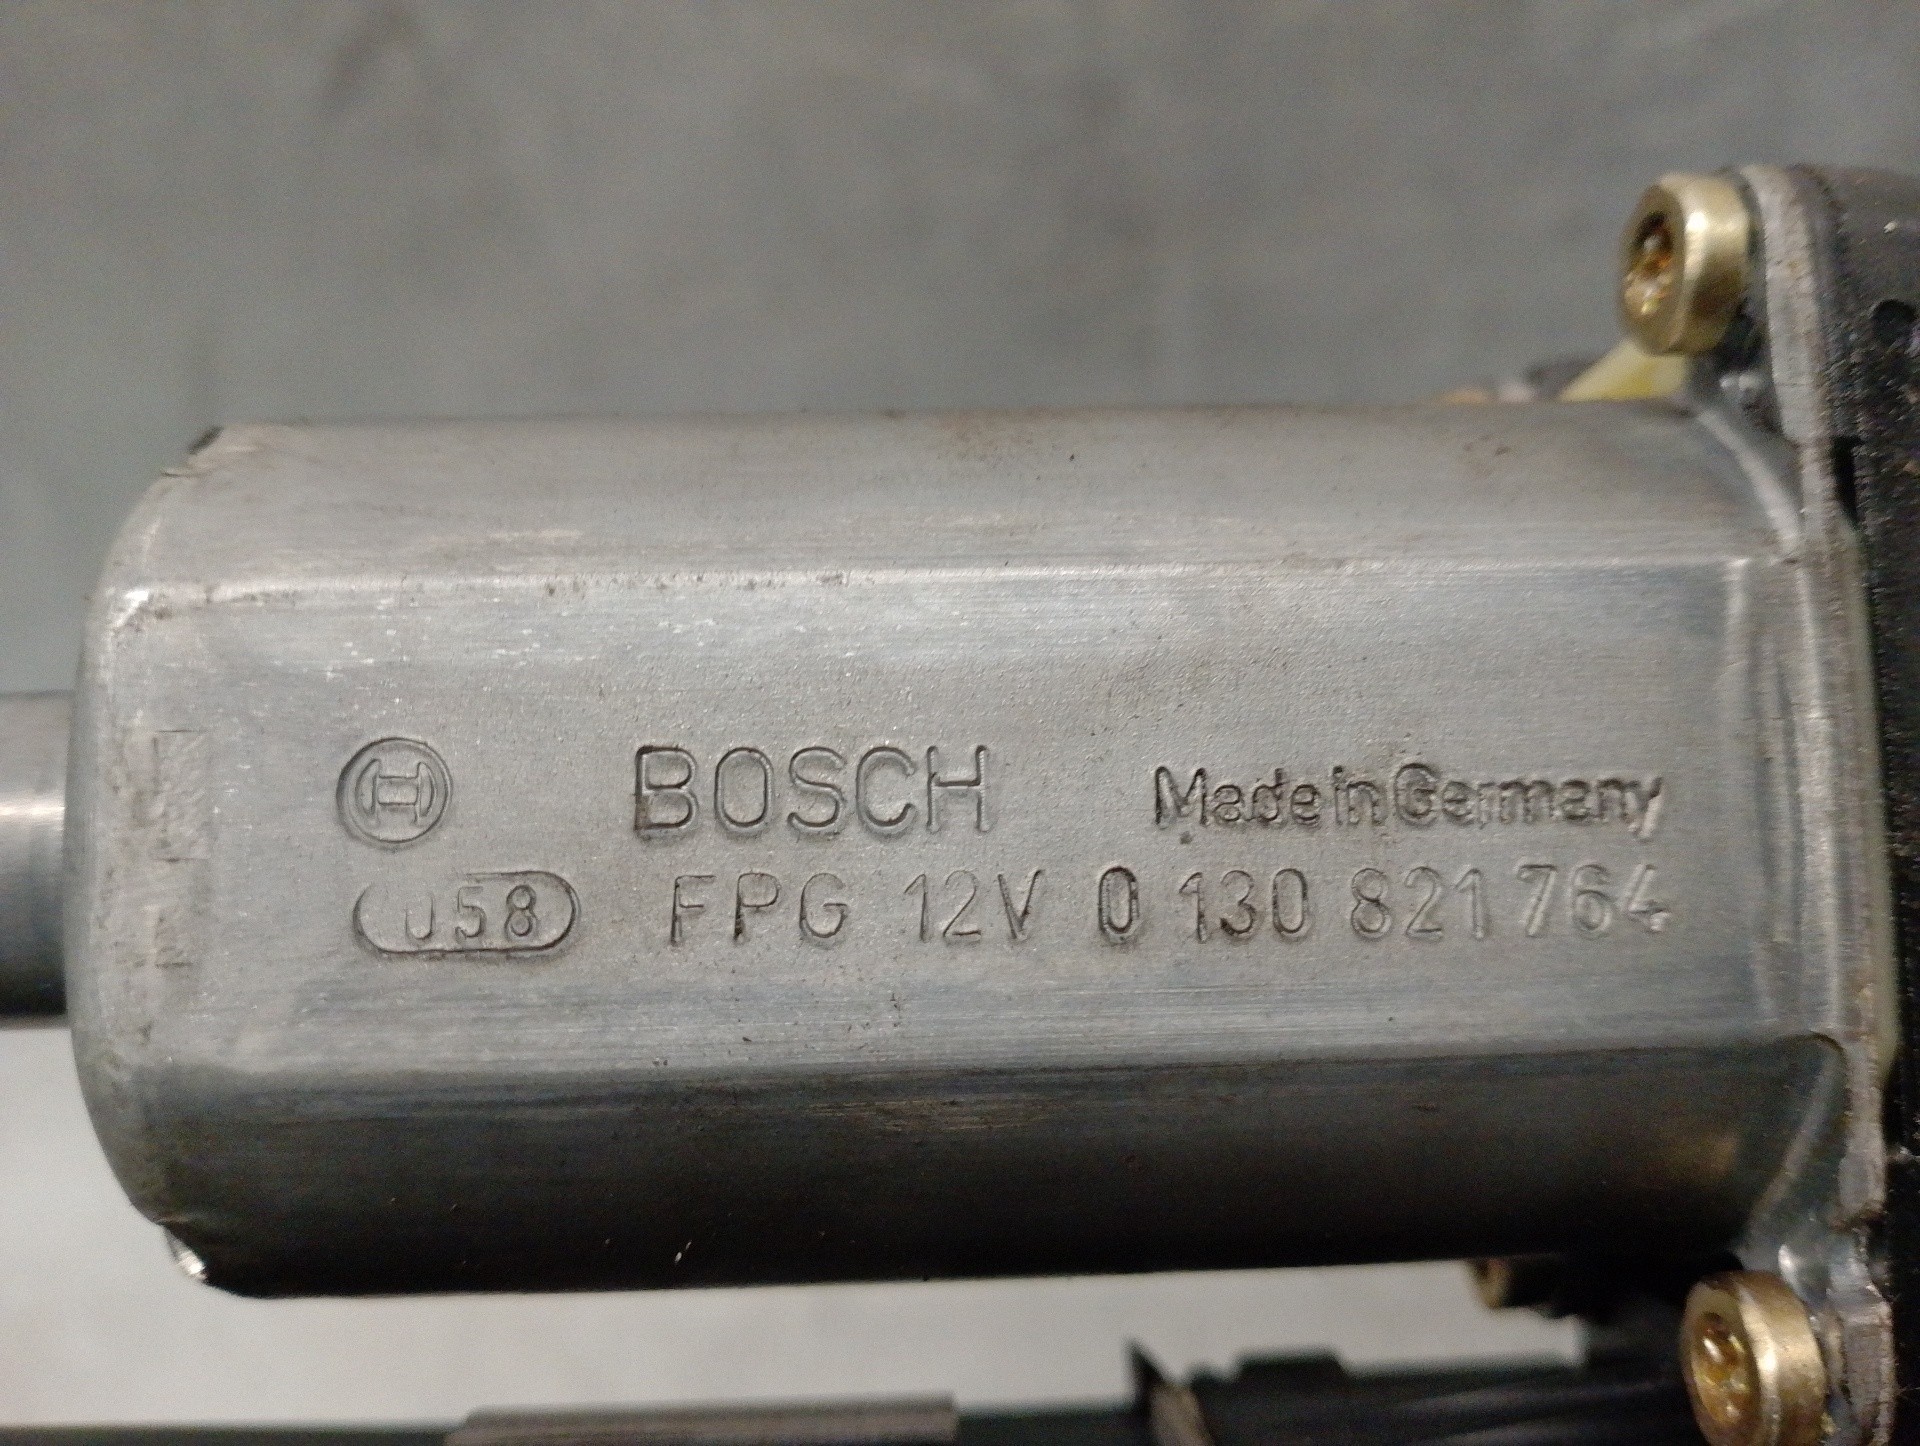 BOSCH Made in Germany
058 FPG 12V 0 130 821 764